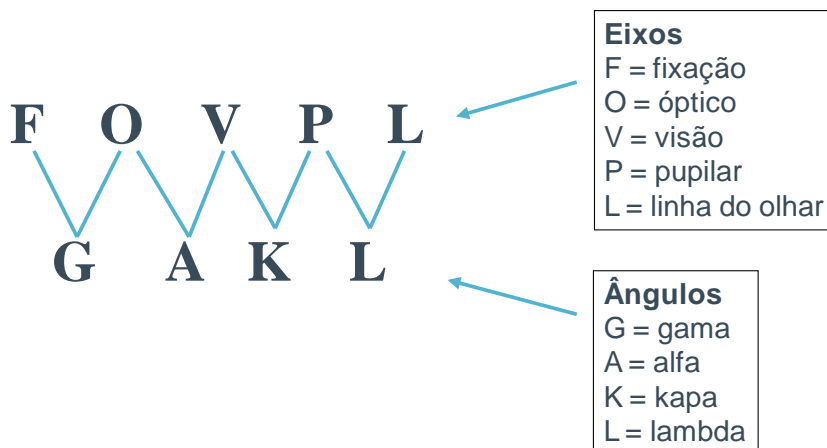 F O V P L
G A K L
Eixos
F = fixação
O = óptico
V = visão
P = pupilar
L = linha do olhar
Ângulos
G = gama
A = alfa
K = kapa
L = lambda